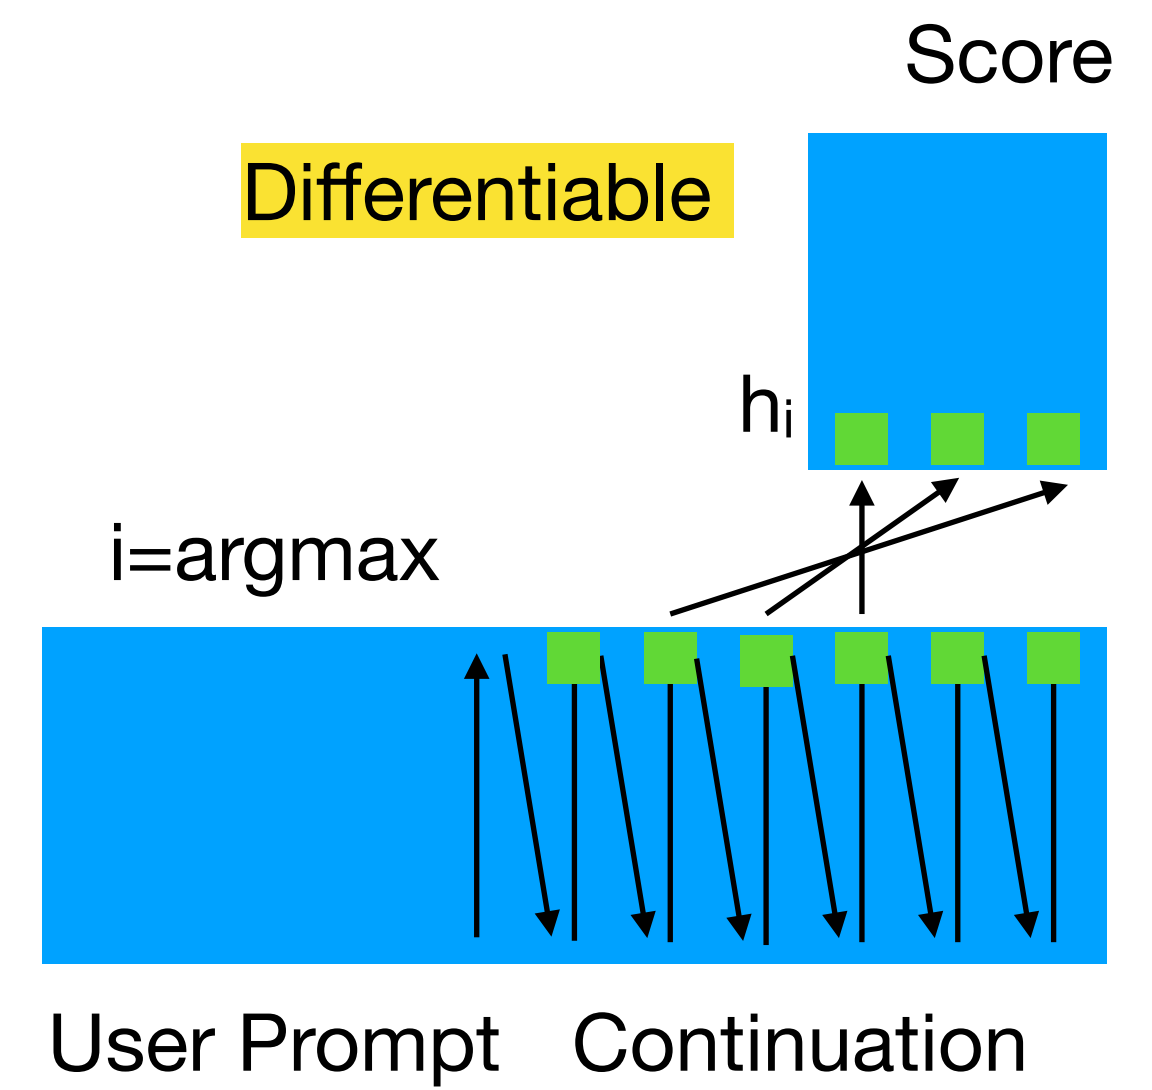 Score
Differentiable
hᵢ
i=argmax
User Prompt
Continuation